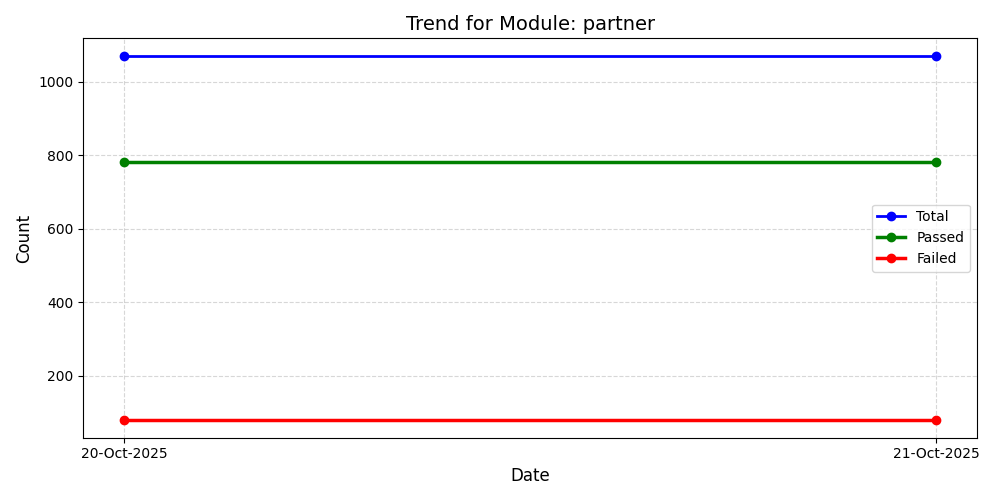 Trend for Module: partner
Count
1000
800
600
400
200
Total
Passed
Failed
20-Oct-2025
21-Oct-2025
Date